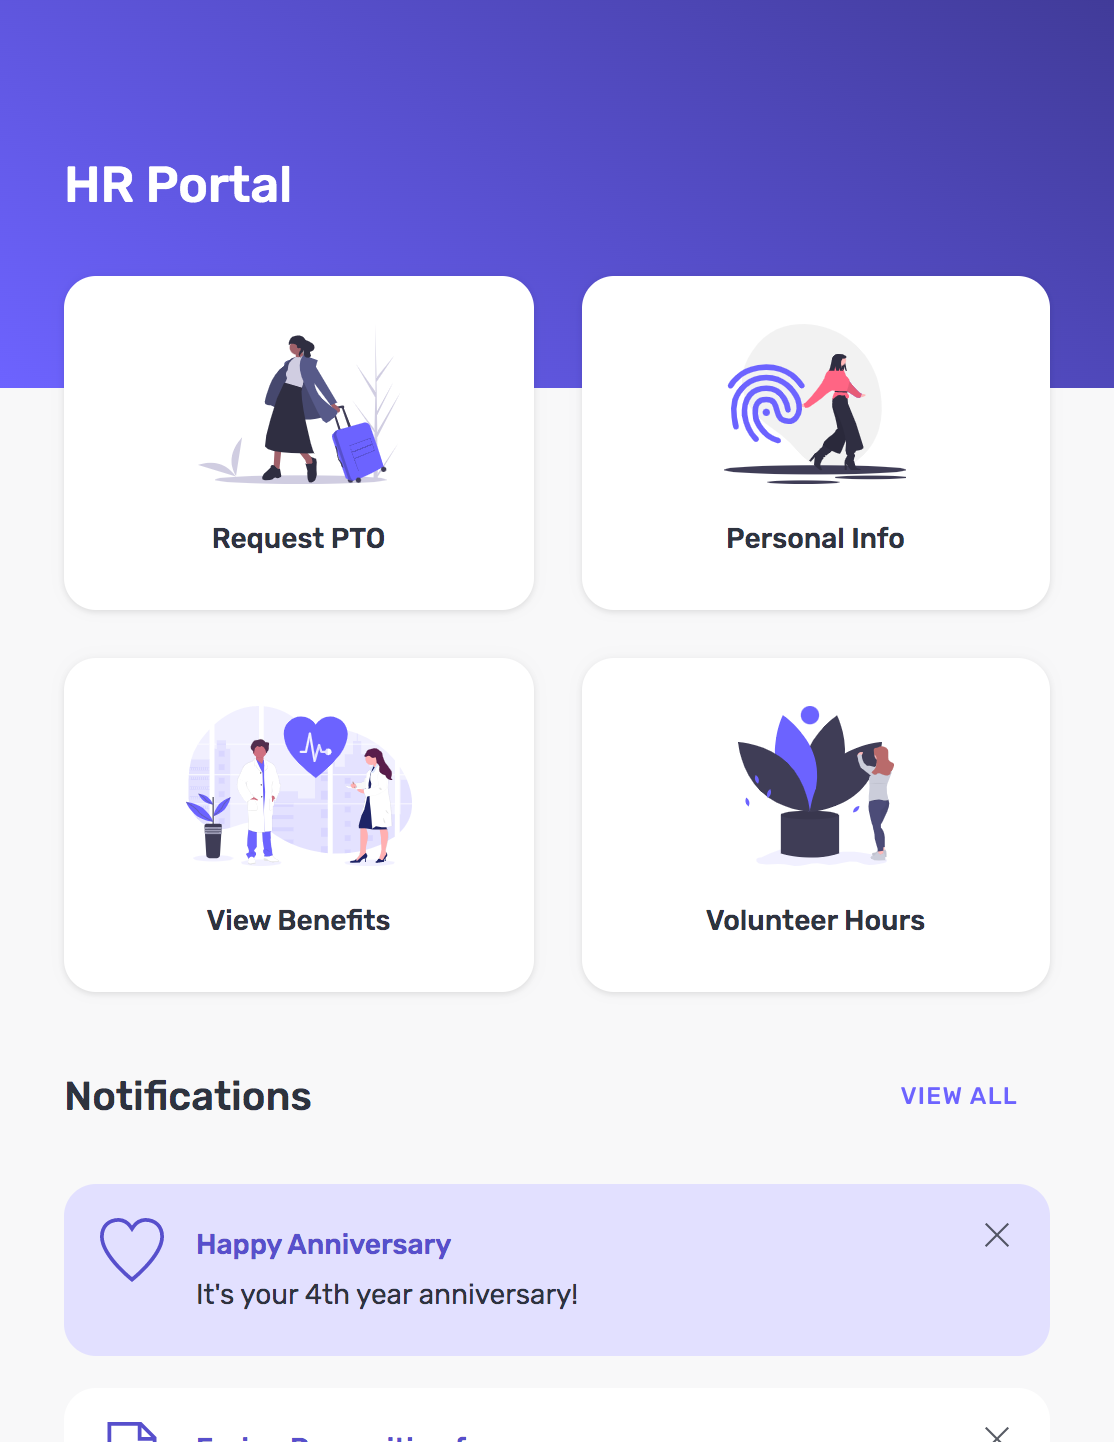 HR Portal
Request PTO
Personal Info
View Benefits
Volunteer Hours
Notifications
VIEW ALL
Happy Anniversary
It's your 4th year anniversary!